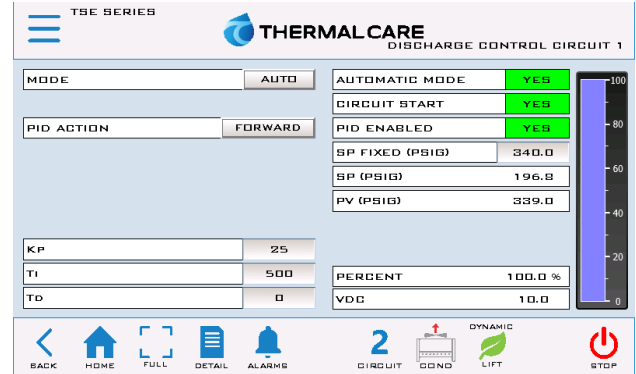 TSE SERIES
THERMALCARE
DISCHARGE CONTROL CIRCUIT 1
MODE AUTO
PID ACTION FORWARD
KP 25
TI 500
TD 0
AUTOMATIC MODE YES
CIRCUIT START YES
PID ENABLED YES
SP FIXED (PSIG) 340.0
SP (PSIG) 196.8
PV (PSIG) 339.0
PERCENT 100.0 %
VDC 10.0
100
80
60
40
20
0
BACK HOME FULL DETAIL ALARMS 2 CIRCUIT COND DYNAMIC LIFT STOP